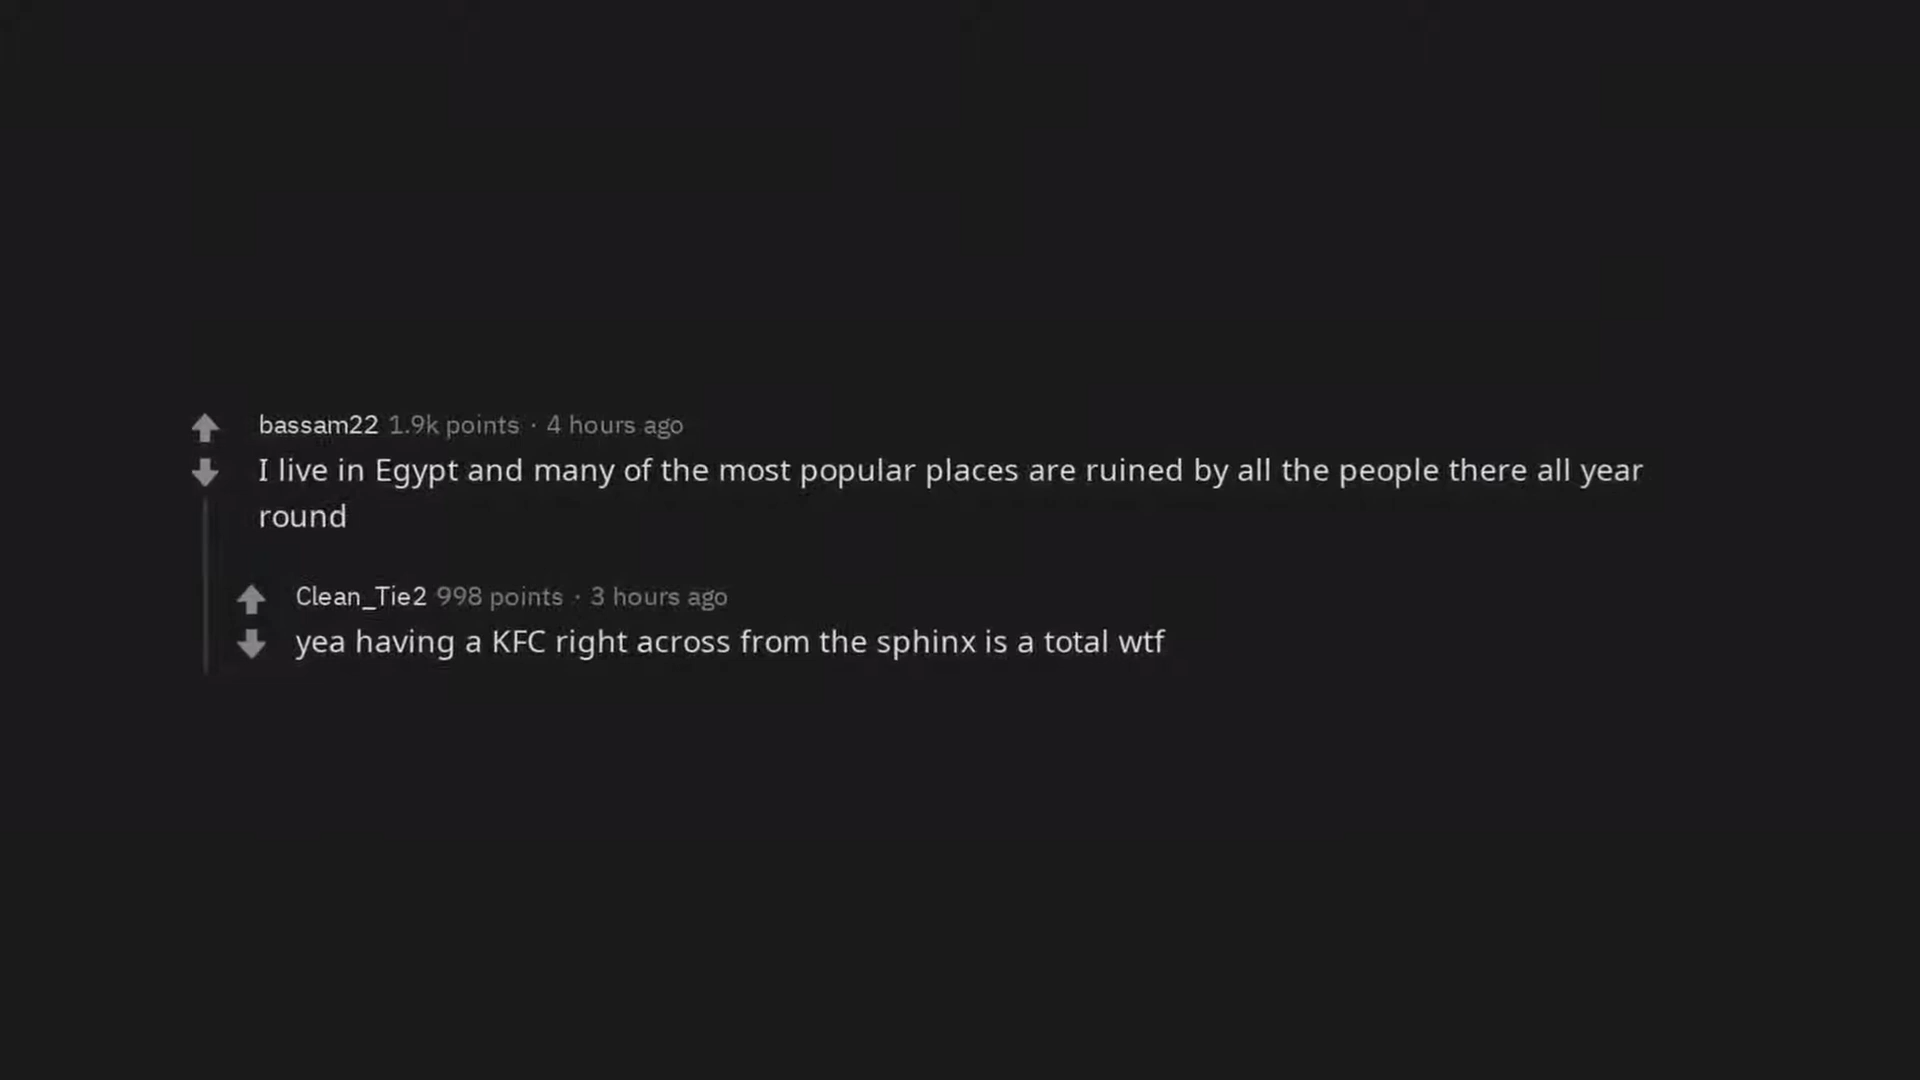 bassam22 1.9k points · 4 hours ago
I live in Egypt and many of the most popular places are ruined by all the people there all year
round
Clean_Tie2 998 points · 3 hours ago
yea having a KFC right across from the sphinx is a total wtf